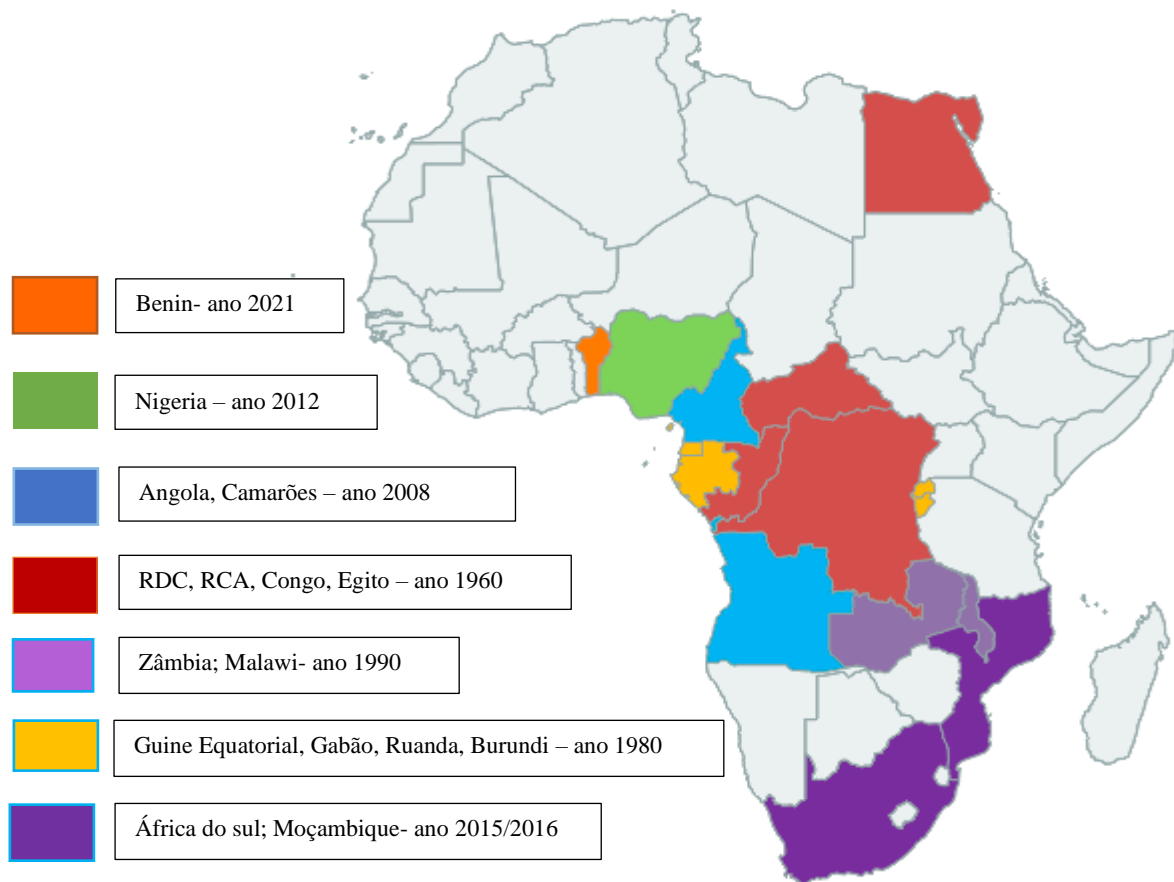 Benin- ano 2021
Nigeria – ano 2012
Angola, Camarões – ano 2008
RDC, RCA, Congo, Egito – ano 1960
Zâmbia; Malawi- ano 1990
Guine Equatorial, Gabão, Ruanda, Burundi – ano 1980
África do sul; Moçambique- ano 2015/2016